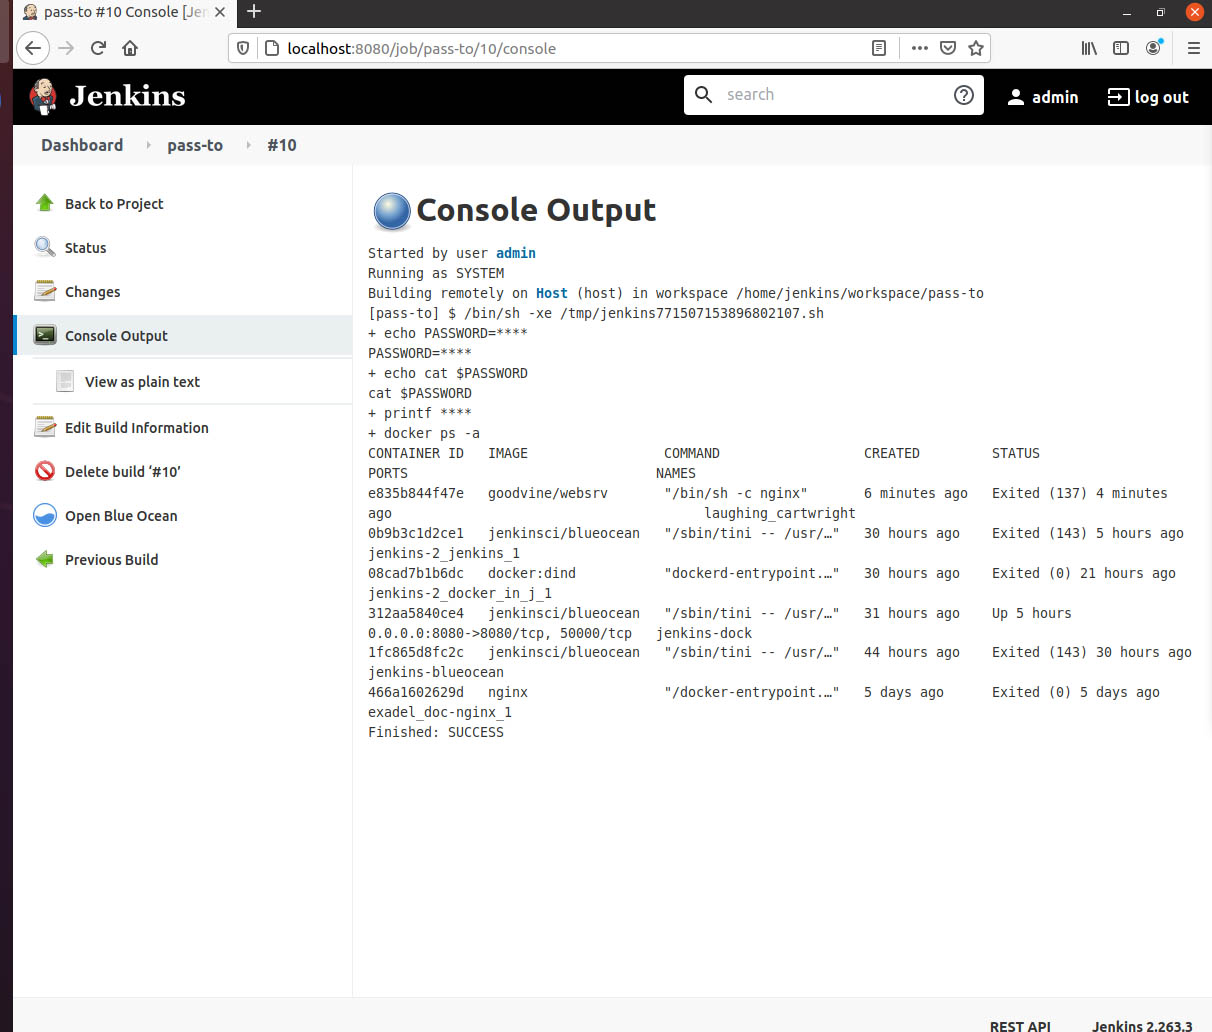 pass-to #10 Console [Jen
localhost:8080/job/pass-to/10/console
Jenkins
search
admin
log out
Dashboard
pass-to
#10
Back to Project
Status
Changes
Console Output
View as plain text
Edit Build Information
Delete build ‘#10’
Open Blue Ocean
Previous Build
Console Output
Started by user admin
Running as SYSTEM
Building remotely on Host (host) in workspace /home/jenkins/workspace/pass-to
[pass-to] $ /bin/sh -xe /tmp/jenkins771507153896802107.sh
+ echo PASSWORD=****
PASSWORD=****
+ echo cat $PASSWORD
cat $PASSWORD
+ printf ****
+ docker ps -a
CONTAINER ID   IMAGE                 COMMAND                  CREATED         STATUS
PORTS                               NAMES
e835b844f47e   goodvine/websrv       "/bin/sh -c nginx"       6 minutes ago   Exited (137) 4 minutes
ago                                       laughing_cartwright
0b9b3c1d2ce1   jenkinsci/blueocean   "/sbin/tini -- /usr/…"   30 hours ago    Exited (143) 5 hours ago
jenkins-2_jenkins_1
08cad7b1b6dc   docker:dind           "dockerd-entrypoint.…"   30 hours ago    Exited (0) 21 hours ago
jenkins-2_docker_in_j_1
312aa5840ce4   jenkinsci/blueocean   "/sbin/tini -- /usr/…"   31 hours ago    Up 5 hours
0.0.0.0:8080->8080/tcp, 50000/tcp   jenkins-dock
1fc865d8fc2c   jenkinsci/blueocean   "/sbin/tini -- /usr/…"   44 hours ago    Exited (143) 30 hours ago
jenkins-blueocean
466a1602629d   nginx                 "/docker-entrypoint.…"   5 days ago      Exited (0) 5 days ago
exadel_doc-nginx_1
Finished: SUCCESS
REST API
Jenkins 2.263.3